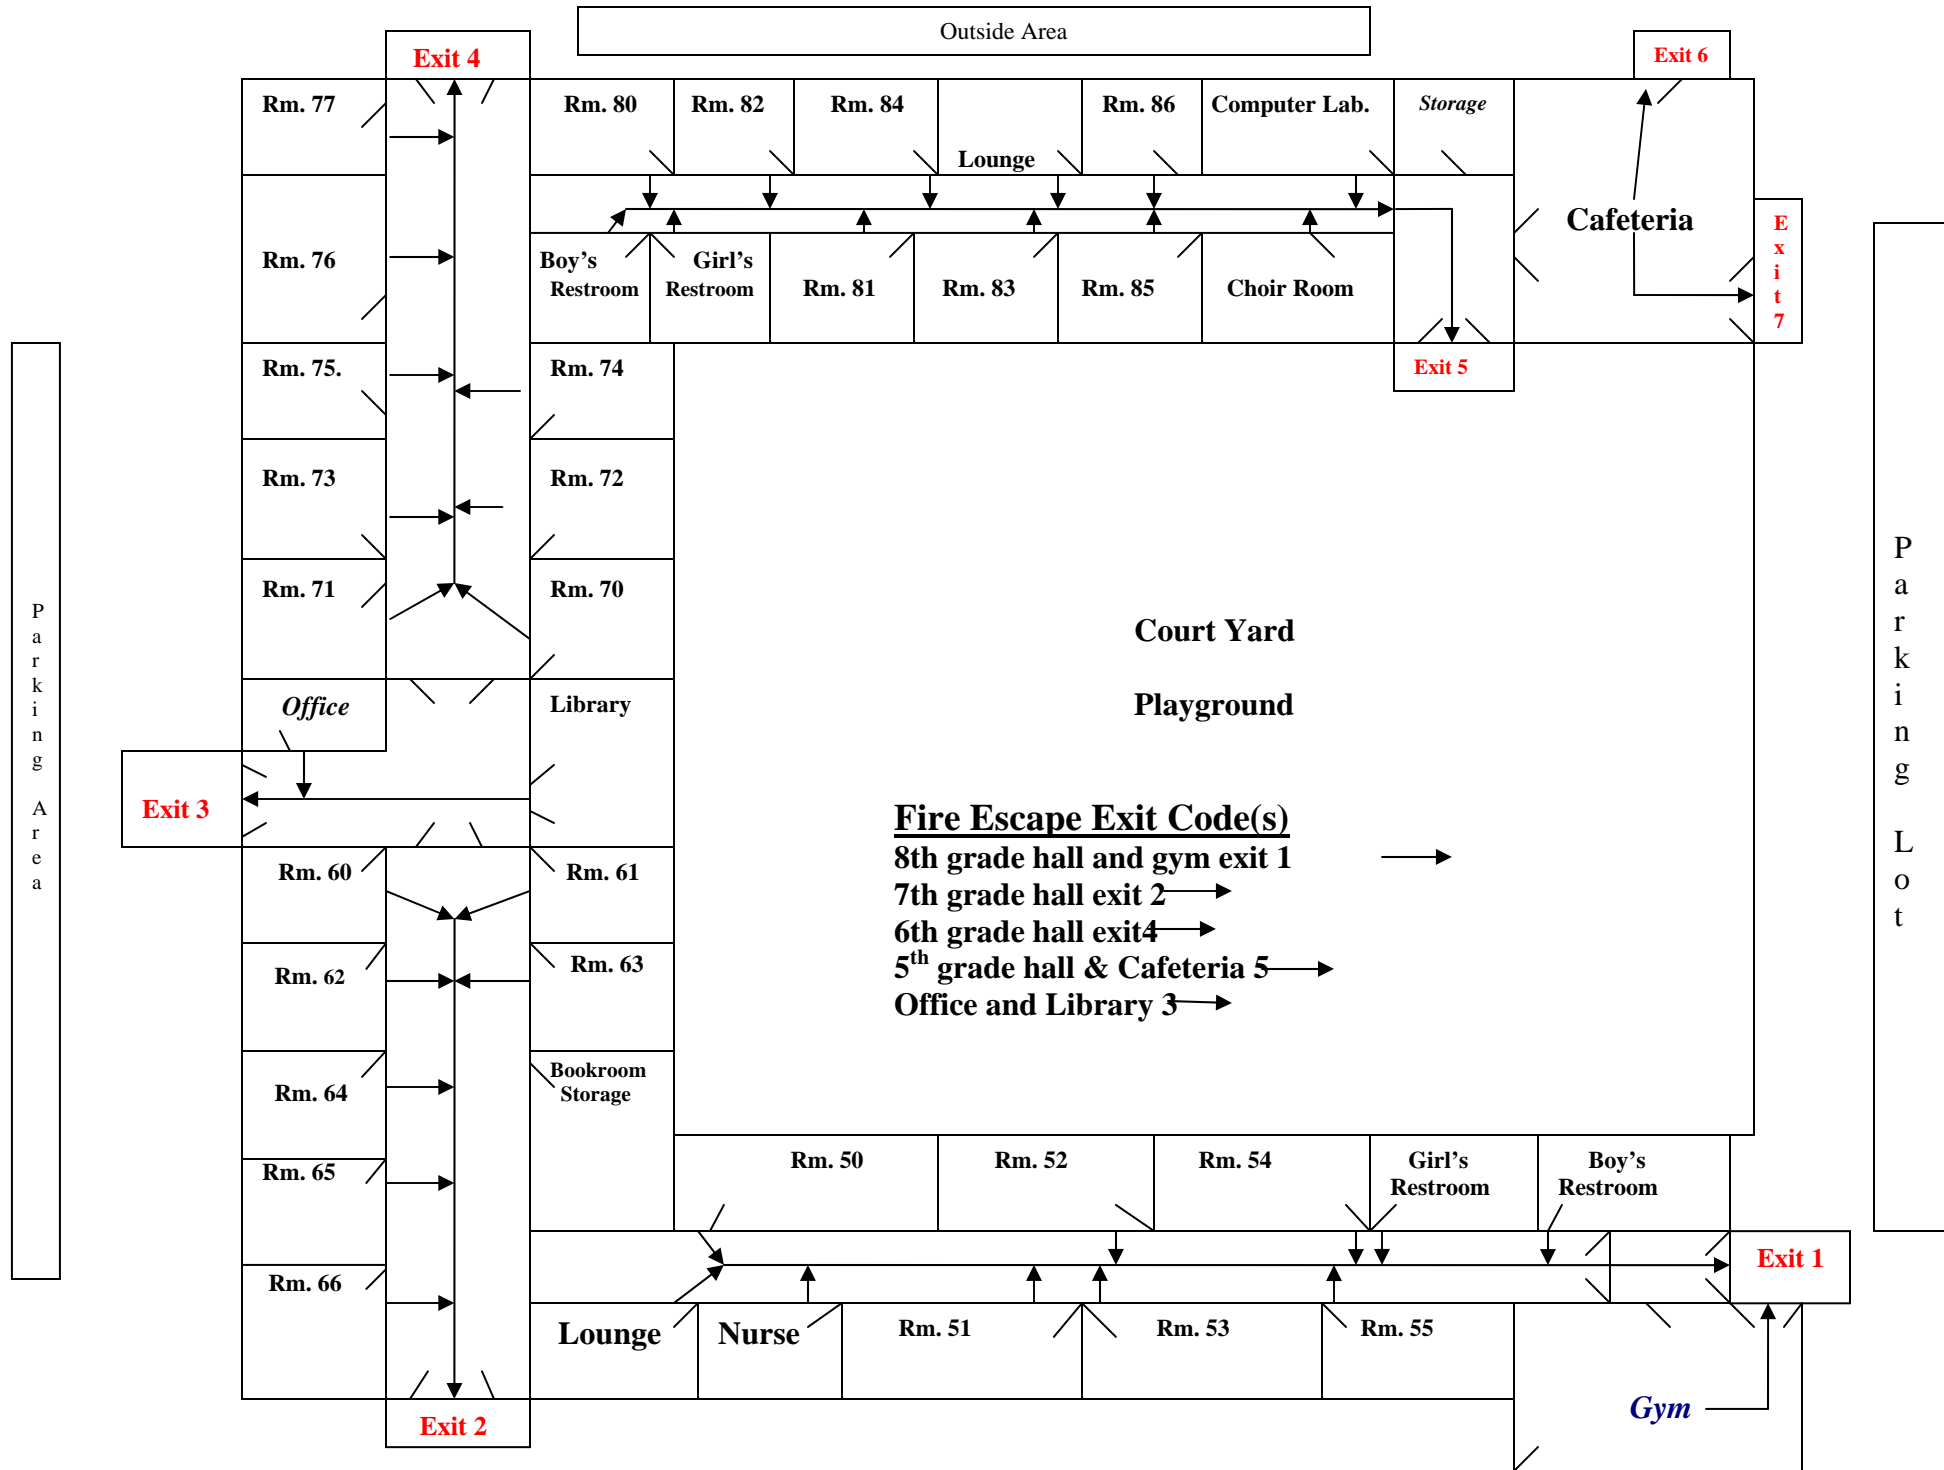 Outside Area
Exit 4
Exit 6
Rm. 77
Rm. 80
Rm. 82
Rm. 84
Lounge
Rm. 86
Computer Lab.
Storage
Cafeteria
Exit 7
Rm. 76
Boy's
Restroom
Girl's
Restroom
Rm. 81
Rm. 83
Rm. 85
Choir Room
Exit 5
Rm. 75.
Rm. 74
Rm. 73
Rm. 72
Rm. 71
Rm. 70
Parking Area
Parking Lot
Court Yard
Playground
Office
Library
Exit 3
Fire Escape Exit Code(s)
8th grade hall and gym exit 1
7th grade hall exit 2
6th grade hall exit4
5th grade hall & Cafeteria 5
Office and Library 3
Rm. 60
Rm. 61
Rm. 62
Rm. 63
Rm. 64
Bookroom
Storage
Rm. 65
Rm. 66
Rm. 50
Rm. 52
Rm. 54
Girl's
Restroom
Boy's
Restroom
Exit 1
Lounge
Nurse
Rm. 51
Rm. 53
Rm. 55
Gym
Exit 2